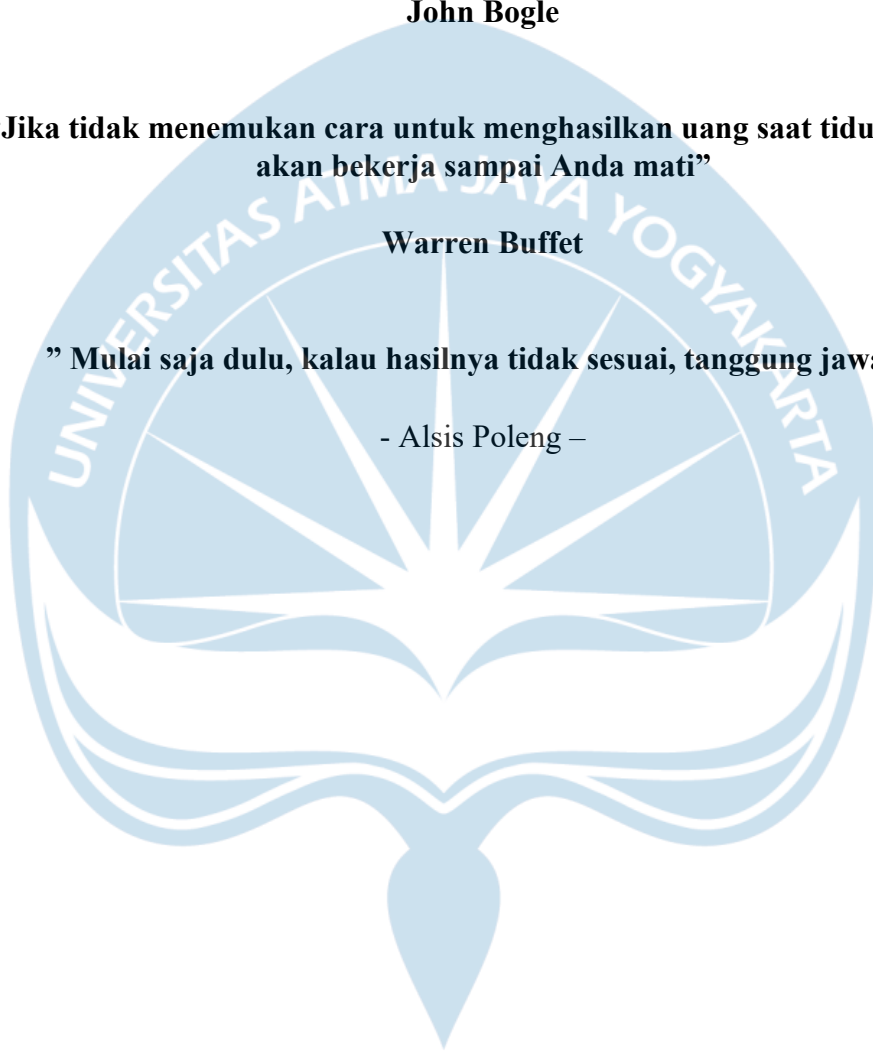 John Bogle
Jika tidak menemukan cara untuk menghasilkan uang saat
akan bekerja sampai Anda mati”
UNIVERSITAS ATMA JAYA YOGYAKARTA
Warren Buffet
” Mulai saja dulu, kalau hasilnya tidak sesuai, tanggung
- Alsis Poleng –